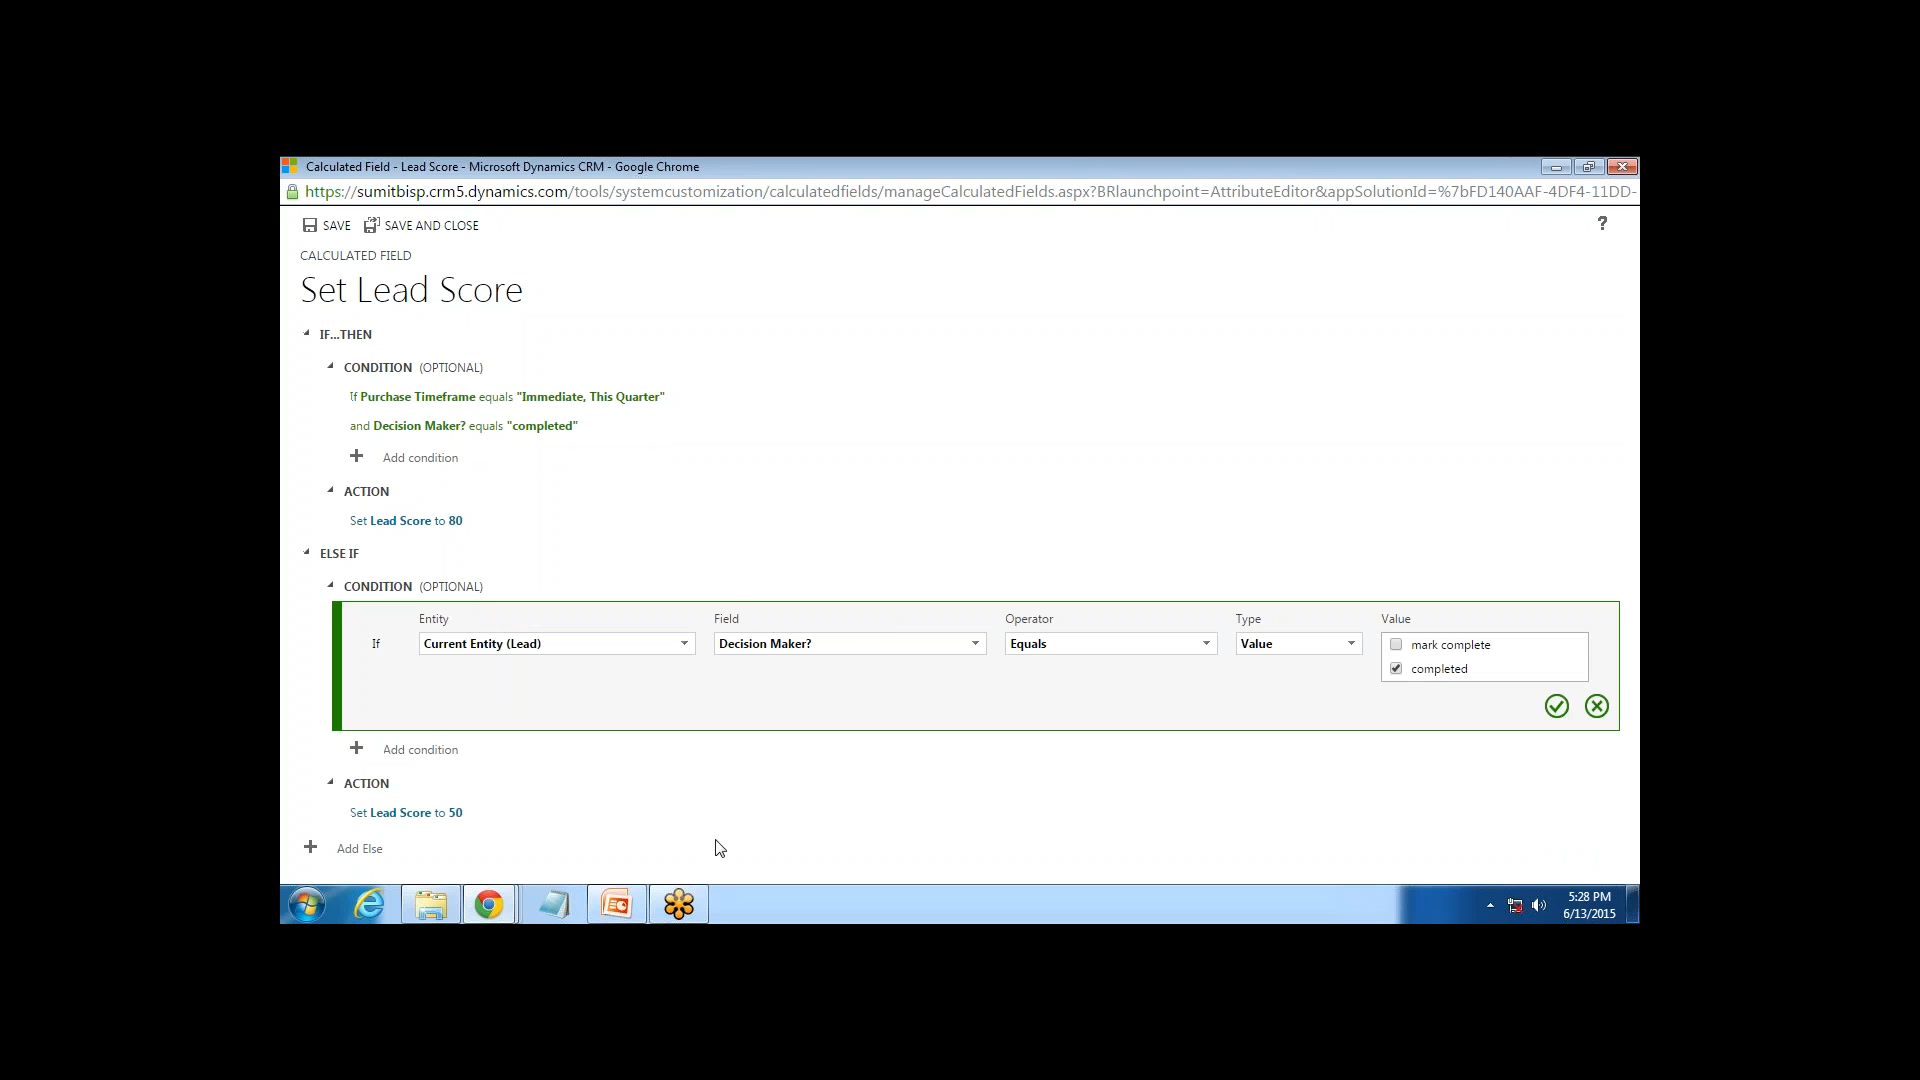 Calculated Field - Lead Score - Microsoft Dynamics CRM - Google Chrome
https://sumitbisp.crm5.dynamics.com/tools/systemcustomization/calculatedfields/manageCalculatedFields.aspx?BRlaunchpoint=AttributeEditor&appSolutionId=%7bFD140AAF-4DF4-11DD-
SAVE SAVE AND CLOSE ?
CALCULATED FIELD
Set Lead Score
IF...THEN
CONDITION (OPTIONAL)
If Purchase Timeframe equals "Immediate, This Quarter"
and Decision Maker? equals "completed"
Add condition
ACTION
Set Lead Score to 80
ELSE IF
CONDITION (OPTIONAL)
Entity Field Operator Type Value
If Current Entity (Lead) Decision Maker? Equals Value mark complete
completed
Add condition
ACTION
Set Lead Score to 50
Add Else
5:28 PM
6/13/2015